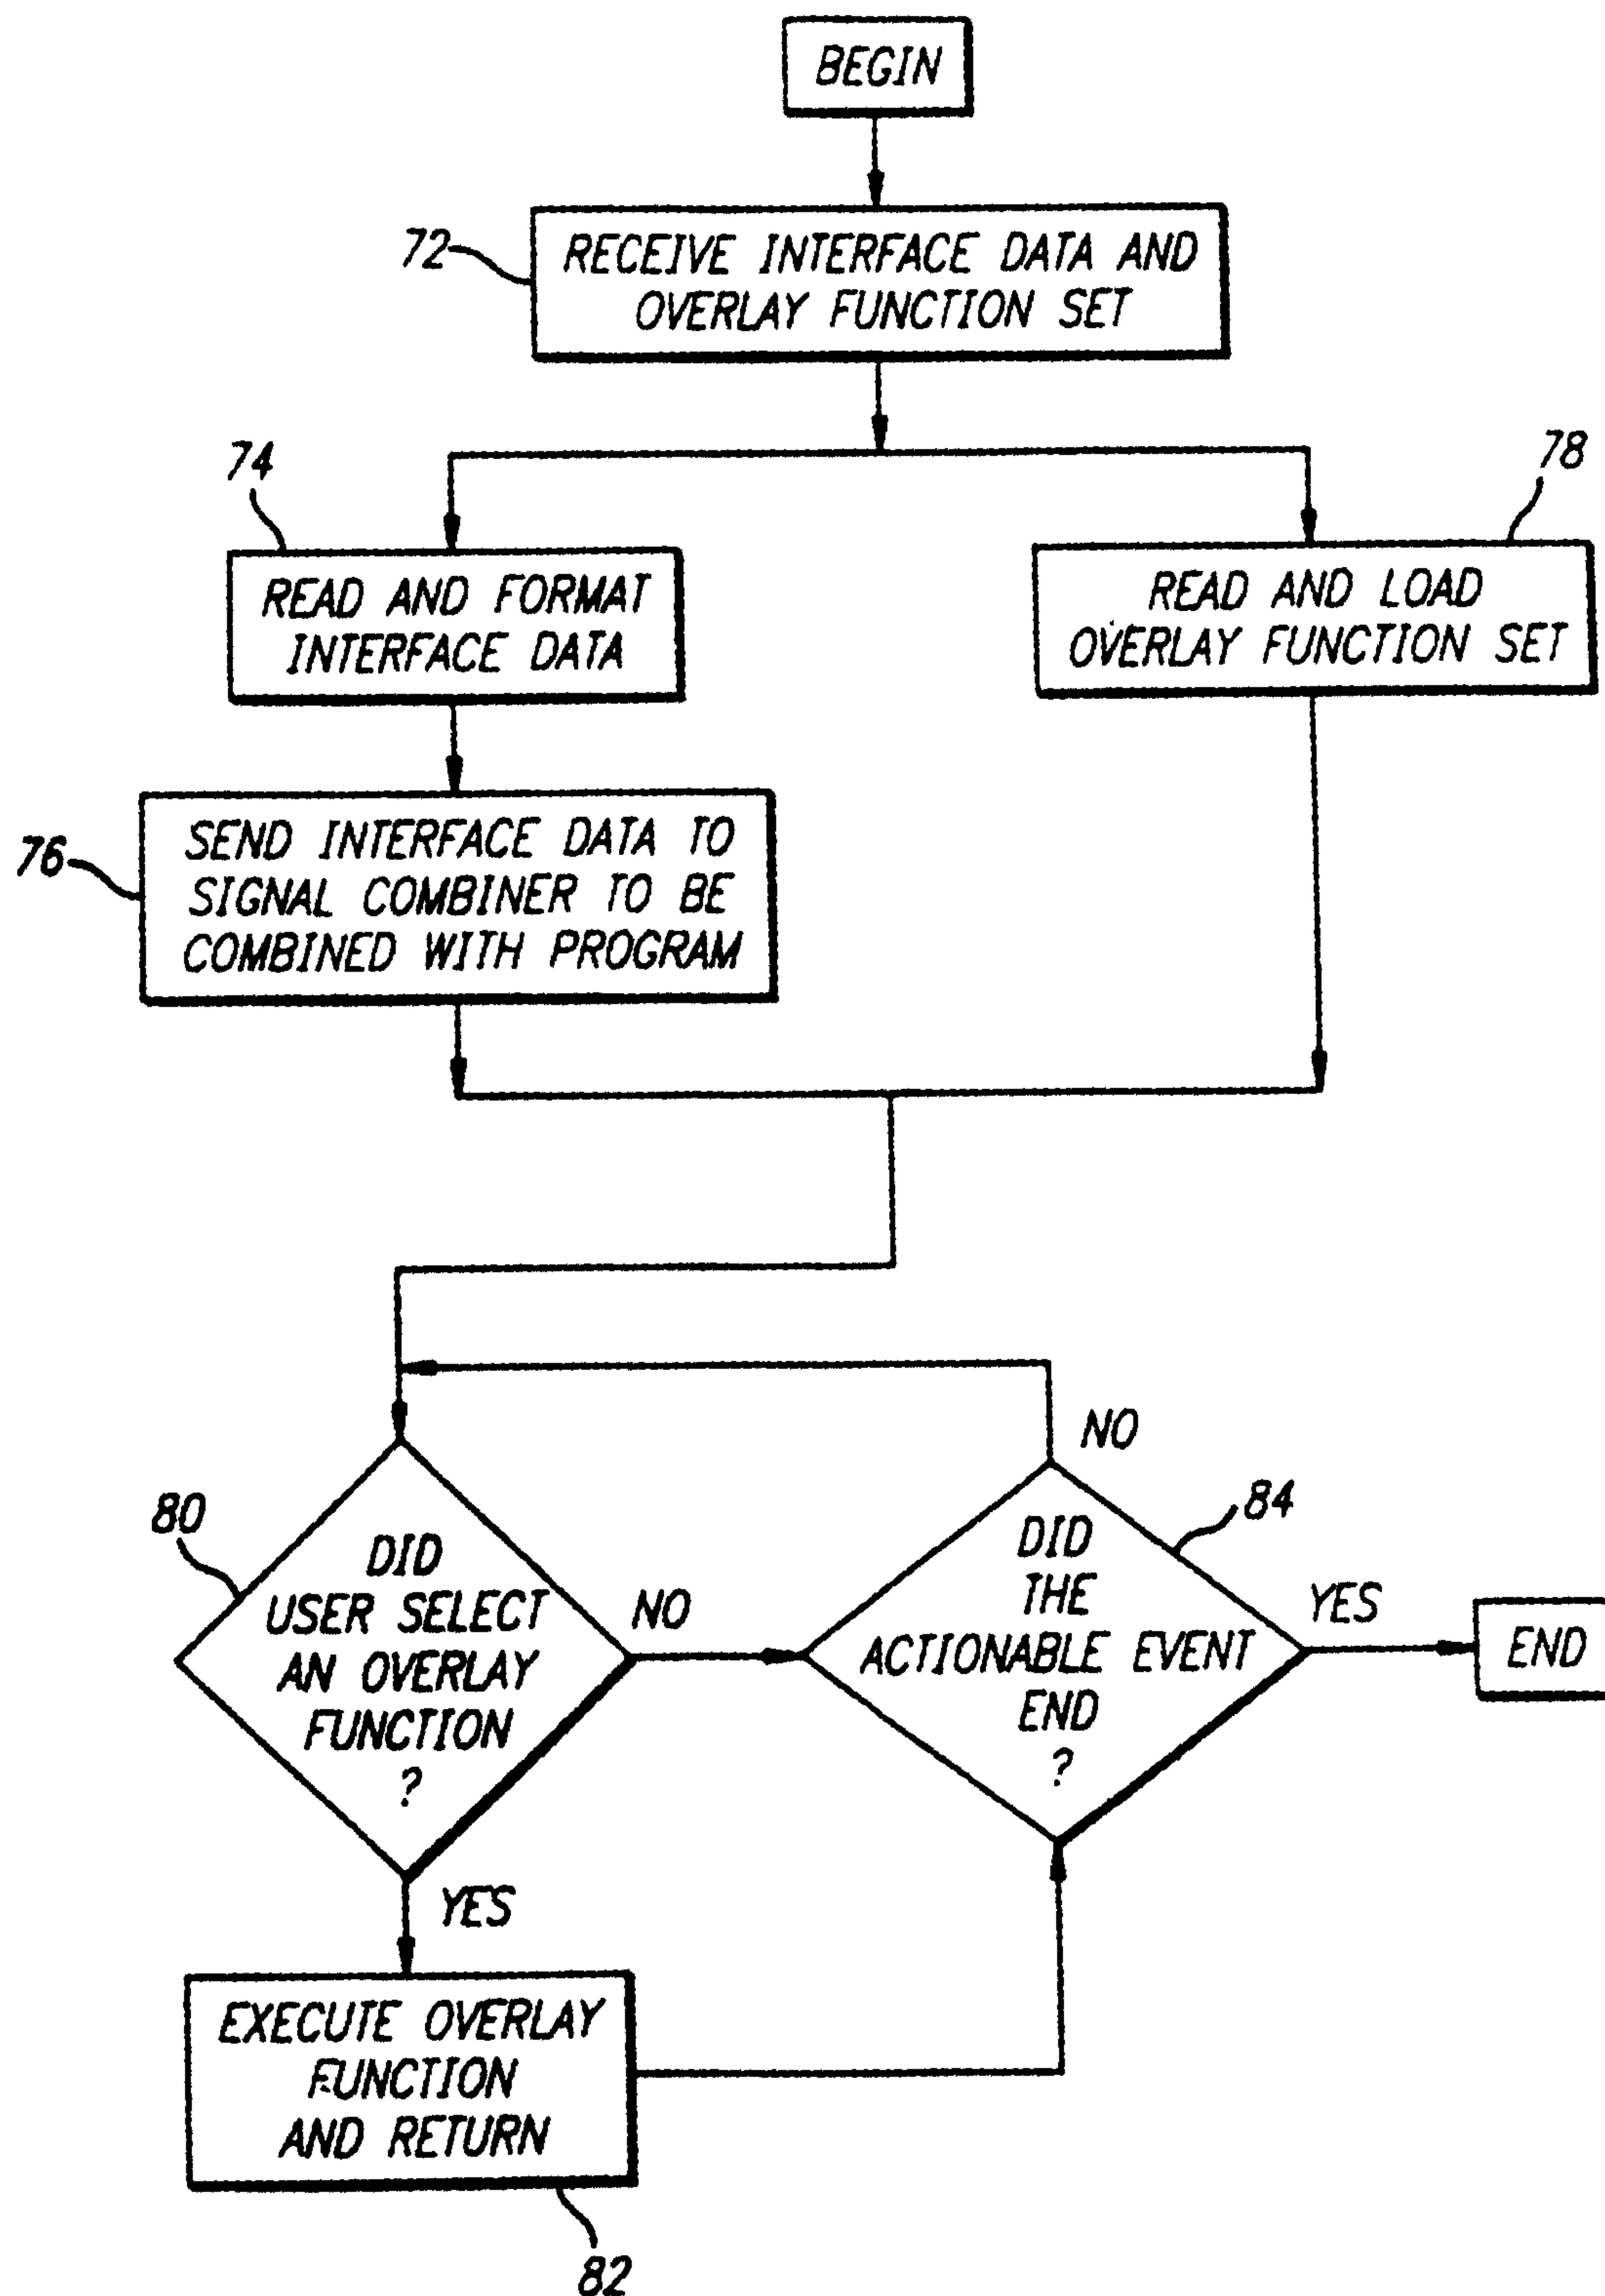 BEGIN
72
RECEIVE INTERFACE DATA AND
OVERLAY FUNCTION SET
74
78
READ AND FORMAT
INTERFACE DATA
READ AND LOAD
OVERLAY FUNCTION SET
76
SEND INTERFACE DATA TO
SIGNAL COMBINER TO BE
COMBINED WITH PROGRAM
NO
80
84
DID
USER SELECT
AN OVERLAY
FUNCTION
?
NO
DID
THE
ACTIONABLE EVENT
END
?
YES
END
YES
EXECUTE OVERLAY
FUNCTION
AND RETURN
82